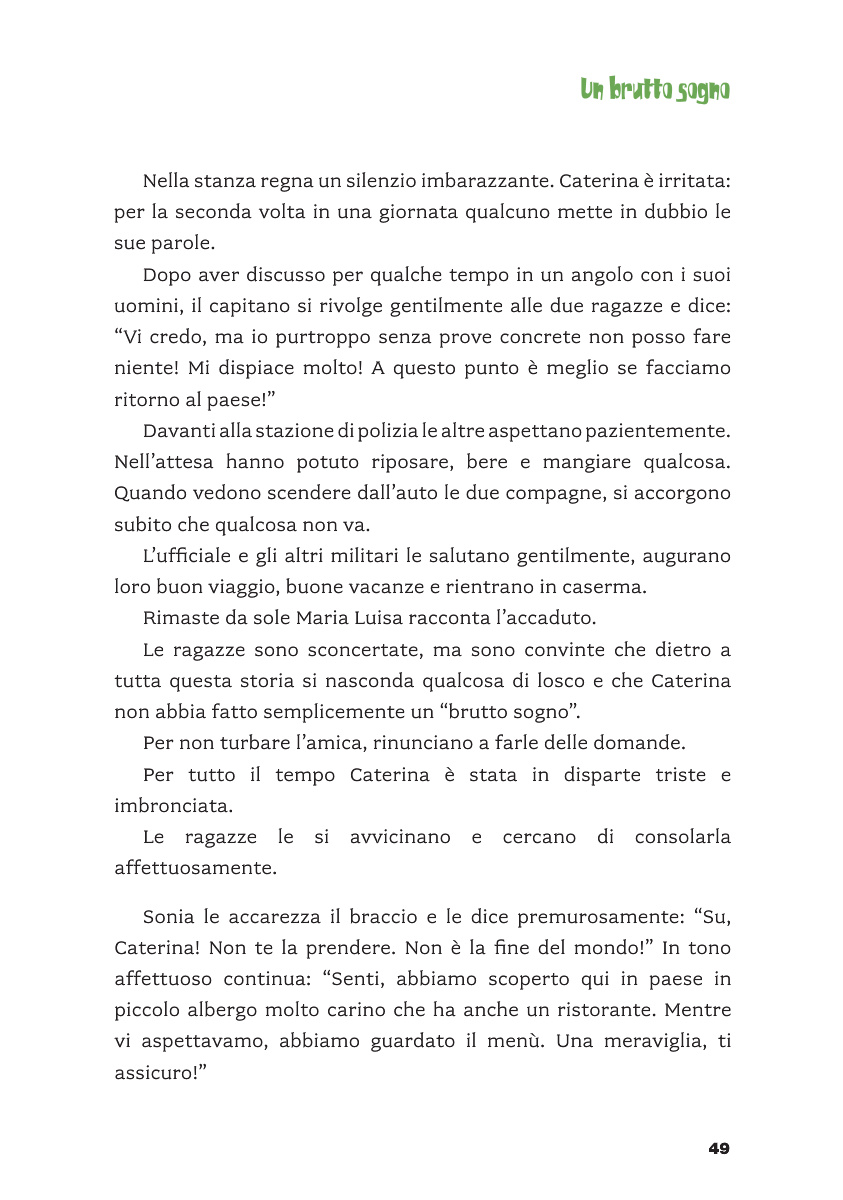 Un brutto sogno
Nella stanza regna un silenzio imbarazzante. Caterina è irritata:
per la seconda volta in una giornata qualcuno mette in dubbio le
sue parole.
Dopo aver discusso per qualche tempo in un angolo con i suoi
uomini, il capitano si rivolge gentilmente alle due ragazze e dice:
“Vi credo, ma io purtroppo senza prove concrete non posso fare
niente! Mi dispiace molto! A questo punto è meglio se facciamo
ritorno al paese!”
Davanti alla stazione di polizia le altre aspettano pazientemente.
Nell’attesa hanno potuto riposare, bere e mangiare qualcosa.
Quando vedono scendere dall’auto le due compagne, si accorgono
subito che qualcosa non va.
L’ufficiale e gli altri militari le salutano gentilmente, augurano
loro buon viaggio, buone vacanze e rientrano in caserma.
Rimaste da sole Maria Luisa racconta l’accaduto.
Le ragazze sono sconcertate, ma sono convinte che dietro a
tutta questa storia si nasconda qualcosa di losco e che Caterina
non abbia fatto semplicemente un “brutto sogno”.
Per non turbare l’amica, rinunciano a farle delle domande.
Per tutto il tempo Caterina è stata in disparte triste e
imbronciata.
Le ragazze le si avvicinano e cercano di consolarla
affettuosamente.
Sonia le accarezza il braccio e le dice premurosamente: “Su,
Caterina! Non te la prendere. Non è la fine del mondo!” In tono
affettuoso continua: “Senti, abbiamo scoperto qui in paese in
piccolo albergo molto carino che ha anche un ristorante. Mentre
vi aspettavamo, abbiamo guardato il menù. Una meraviglia, ti
assicuro!”
49